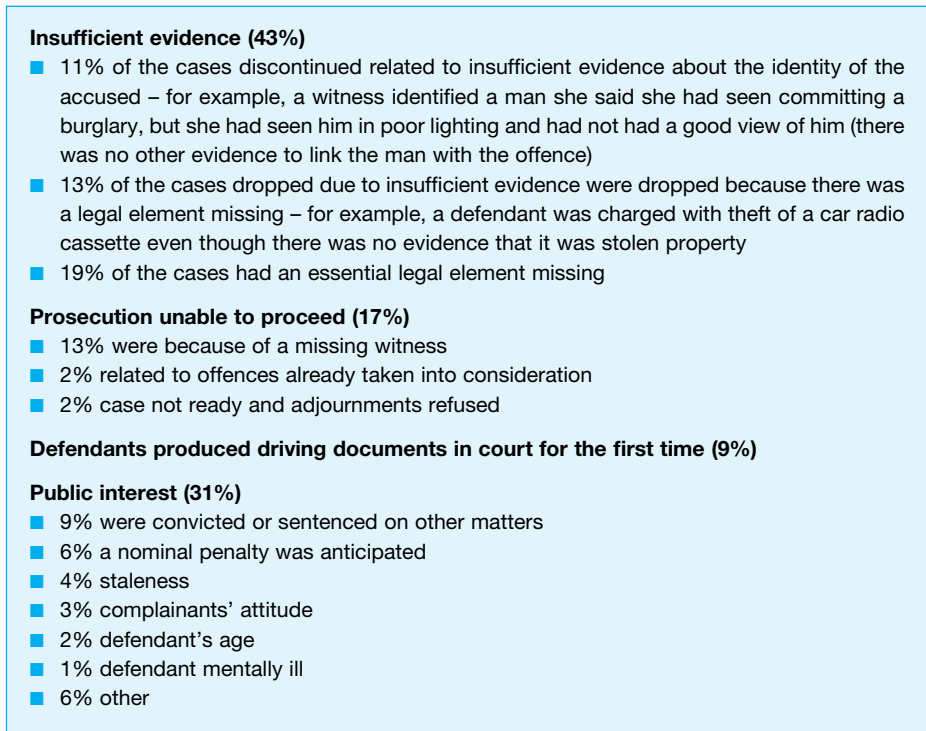 Insufficient evidence (43%)
■ 11% of the cases discontinued related to insufficient evidence about the identity of the
accused – for example, a witness identified a man she said she had seen committing a
burglary, but she had seen him in poor lighting and had not had a good view of him (there
was no other evidence to link the man with the offence)
■ 13% of the cases dropped due to insufficient evidence were dropped because there was
a legal element missing – for example, a defendant was charged with theft of a car radio
cassette even though there was no evidence that it was stolen property
■ 19% of the cases had an essential legal element missing
Prosecution unable to proceed (17%)
■ 13% were because of a missing witness
■ 2% related to offences already taken into consideration
■ 2% case not ready and adjournments refused
Defendants produced driving documents in court for the first time (9%)
Public interest (31%)
■ 9% were convicted or sentenced on other matters
■ 6% a nominal penalty was anticipated
■ 4% staleness
■ 3% complainants' attitude
■ 2% defendant's age
■ 1% defendant mentally ill
■ 6% other